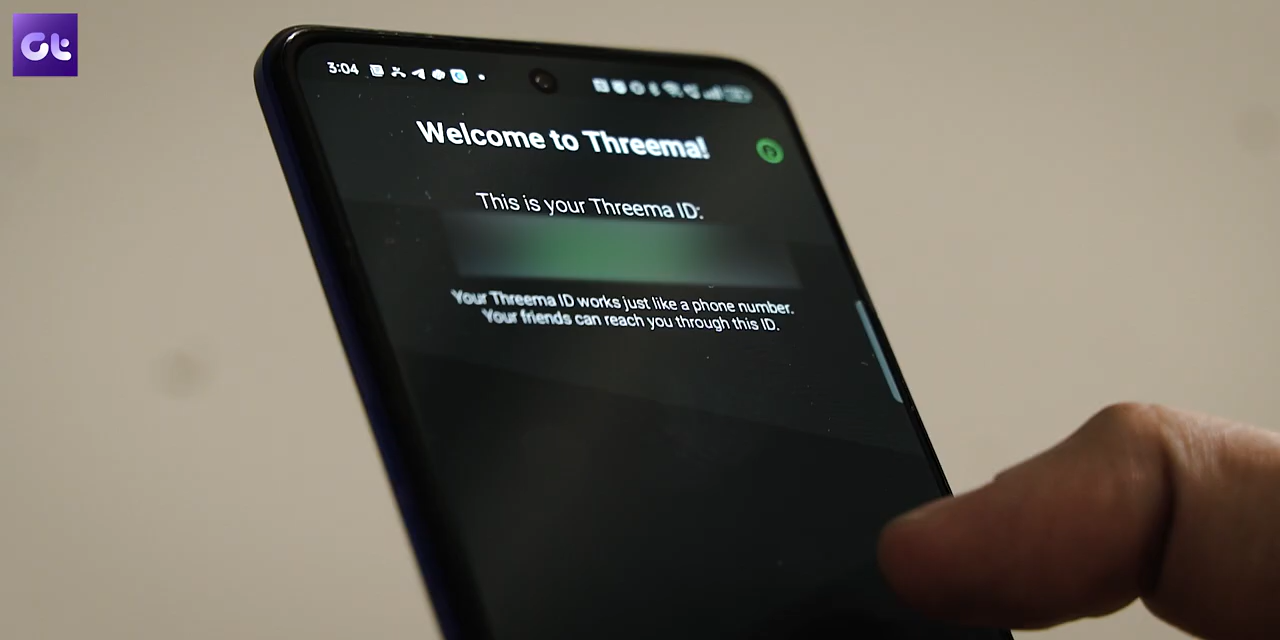 Gt
3:04
Welcome to Threema!
This is your Threema ID:
Your Threema ID works just like a phone number.
Your friends can reach you through this ID.